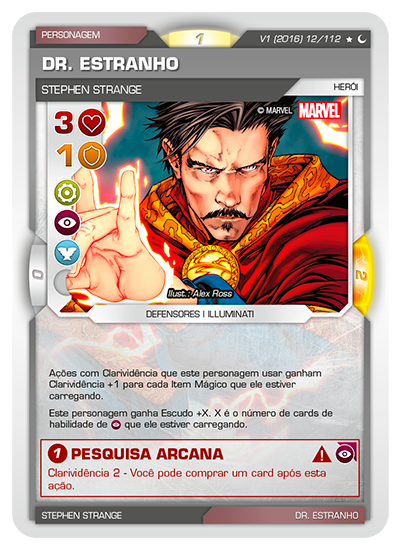 PERSONAGEM
1
V1 (2016) 12/112
DR. ESTRANHO
STEPHEN STRANGE
HERÓI
3
© MARVEL MARVEL
1
0
2
Ilust.: Alex Ross
DEFENSORES | ILLUMINATI
Ações com Clarividência que este personagem usar ganham
Clarividência +1 para cada Item Mágico que ele estiver
carregando.
Este personagem ganha Escudo +X. X é o número de cards de
habilidade de que ele estiver carregando.
1 PESQUISA ARCANA
Clarividência 2 - Você pode comprar um card após esta
ação.
STEPHEN STRANGE
DR. ESTRANHO